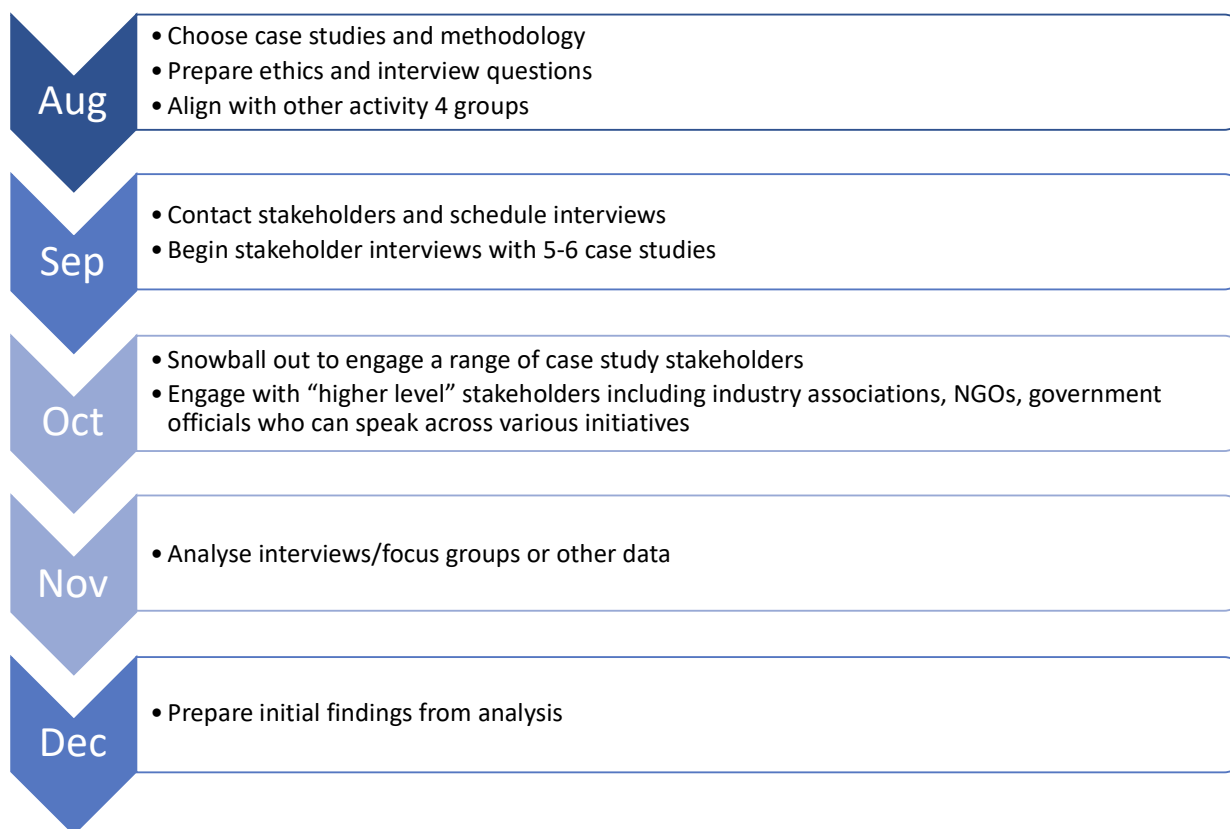 Aug
• Choose case studies and methodology
• Prepare ethics and interview questions
• Align with other activity 4 groups
Sep
• Contact stakeholders and schedule interviews
• Begin stakeholder interviews with 5-6 case studies
Oct
• Snowball out to engage a range of case study stakeholders
• Engage with “higher level” stakeholders including industry associations, NGOs, government
officials who can speak across various initiatives
Nov
• Analyse interviews/focus groups or other data
Dec
• Prepare initial findings from analysis